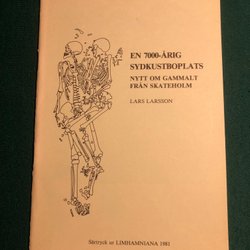 EN 7000-ÅRIG
SYDKUSTBOPLATS
NYTT OM GAMMALT
FRÅN SKATEHOLM
LARS LARSSON
Särtryck ur LIMHAMNIANA 1981